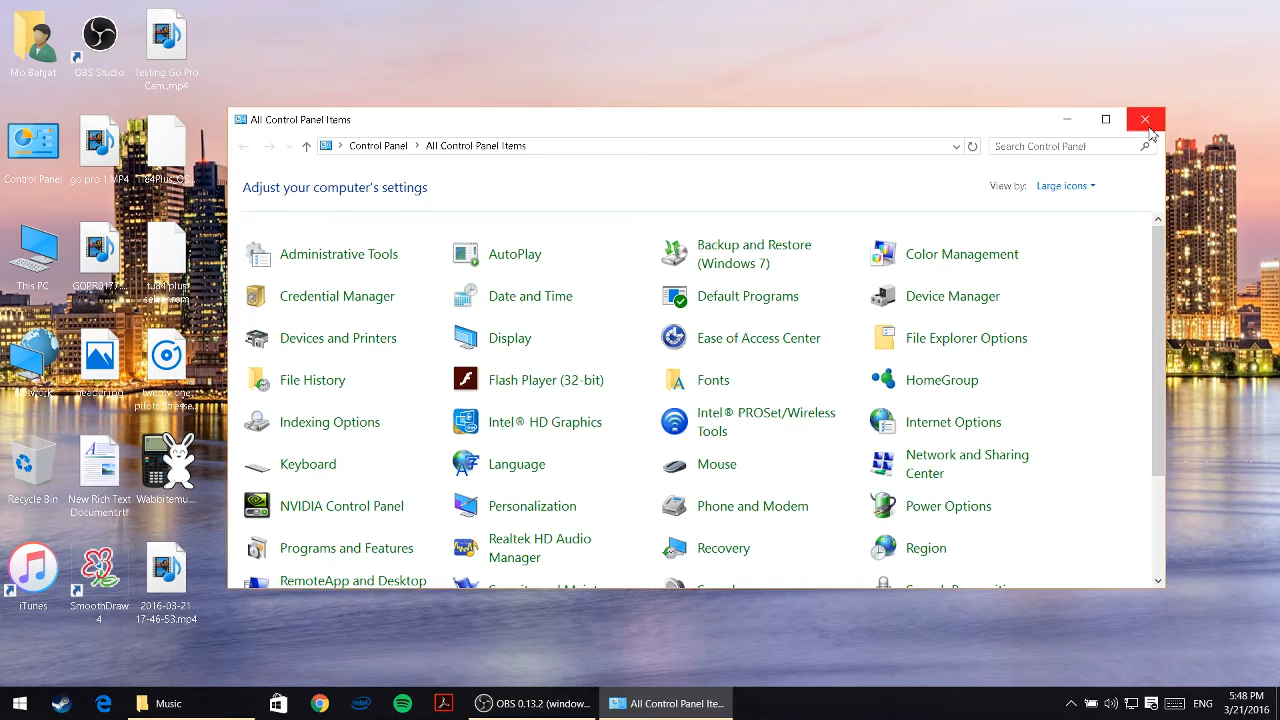 Mo Bahjat
OBS Studio
Testing Go Pro
Cam..mp4
Control Panel
go pro 1.MP4
This PC
pilots stresse...
Recycle Bin
New Rich Text
Document.rtf
Wabbitemu...
iTunes
SmoothDraw
4
2016-03-21
17-46-53.mp4
All Control Panel Items
Control Panel
All Control Panel Items
Search Control Panel
Adjust your computer's settings
View by:
Large icons
Administrative Tools
AutoPlay
Backup and Restore
(Windows 7)
Color Management
Credential Manager
Date and Time
Default Programs
Device Manager
Devices and Printers
Display
Ease of Access Center
File Explorer Options
File History
Flash Player (32-bit)
Fonts
HomeGroup
Indexing Options
Intel® HD Graphics
Intel® PROSet/Wireless
Tools
Internet Options
Keyboard
Language
Mouse
Network and Sharing
Center
NVIDIA Control Panel
Personalization
Phone and Modem
Power Options
Programs and Features
Realtek HD Audio
Manager
Recovery
Region
RemoteApp and Desktop
Music
OBS 0.13.2 (window...
All Control Panel Ite...
ENG
5:48 PM
3/21/2016